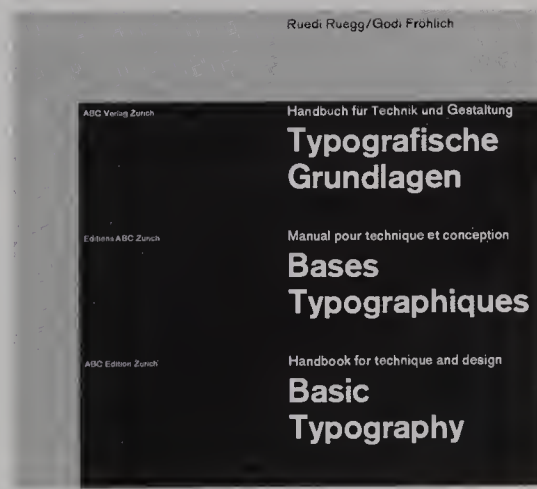 Ruedi Ruegg/Godi Fröhlich
ABC Verlag Zurich
Handbuch für Technik und Gestaltung
Typografische
Grundlagen
Editions ABC Zurich
Manual pour technique et conception
Bases
Typographiques
ABC Edition Zurich
Handbook for technique and design
Basic
Typography